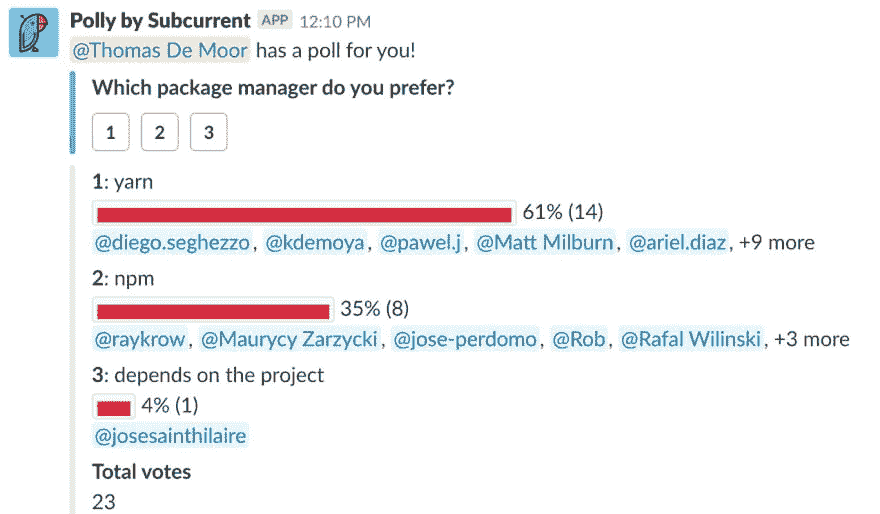 Polly by Subcurrent APP 12:10 PM
@Thomas De Moor has a poll for you!
Which package manager do you prefer?
1 2 3
1: yarn
61% (14)
@diego.seghezzo, @kdemoya, @pawel.j, @Matt Milburn, @ariel.diaz, +9 more
2: npm
35% (8)
@raykrow, @Maurycy Zarzycki, @jose-perdomo, @Rob, @Rafal Wilinski, +3 more
3: depends on the project
4% (1)
@josesainthilaire
Total votes
23